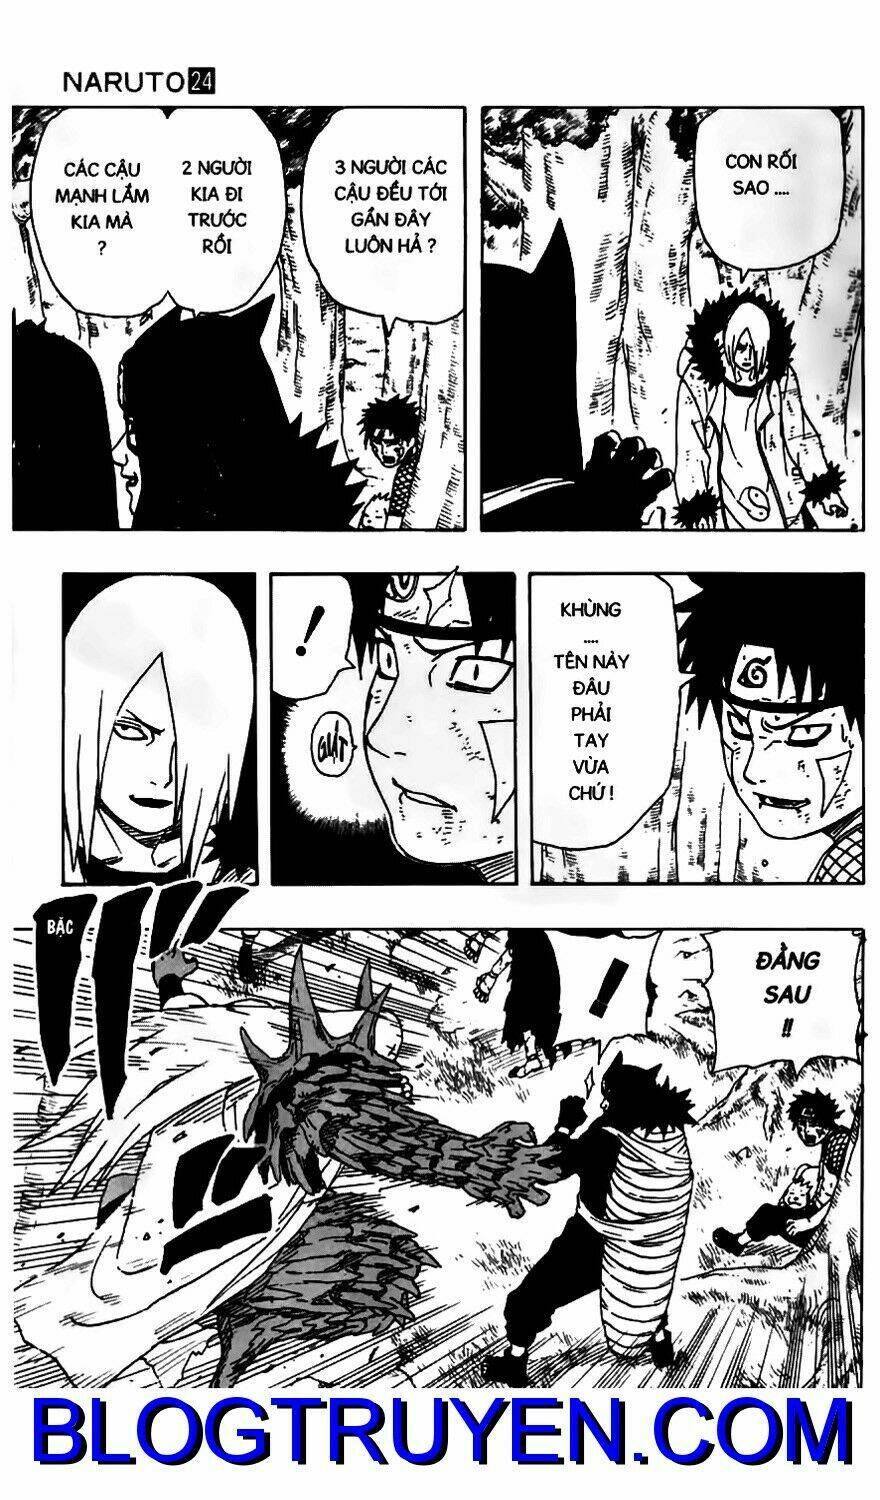 NARUTO 24
CON RỐI
SAO ....
3 NGƯỜI CÁC
CẬU ĐỀU TỚI
GẦN ĐÂY
LUÔN HẢ ?
2 NGƯỜI
KIA ĐI
TRƯỚC
RỒI
CÁC CẬU
MẠNH LẮM
KIA MÀ
?
KHÙNG
....
TÊN NÀY
ĐÂU
PHẢI
TAY
VỪA
CHỨ !
!
GIẬT
ĐẰNG
SAU
!!
!
BẶC
BLOGTRUYEN.COM